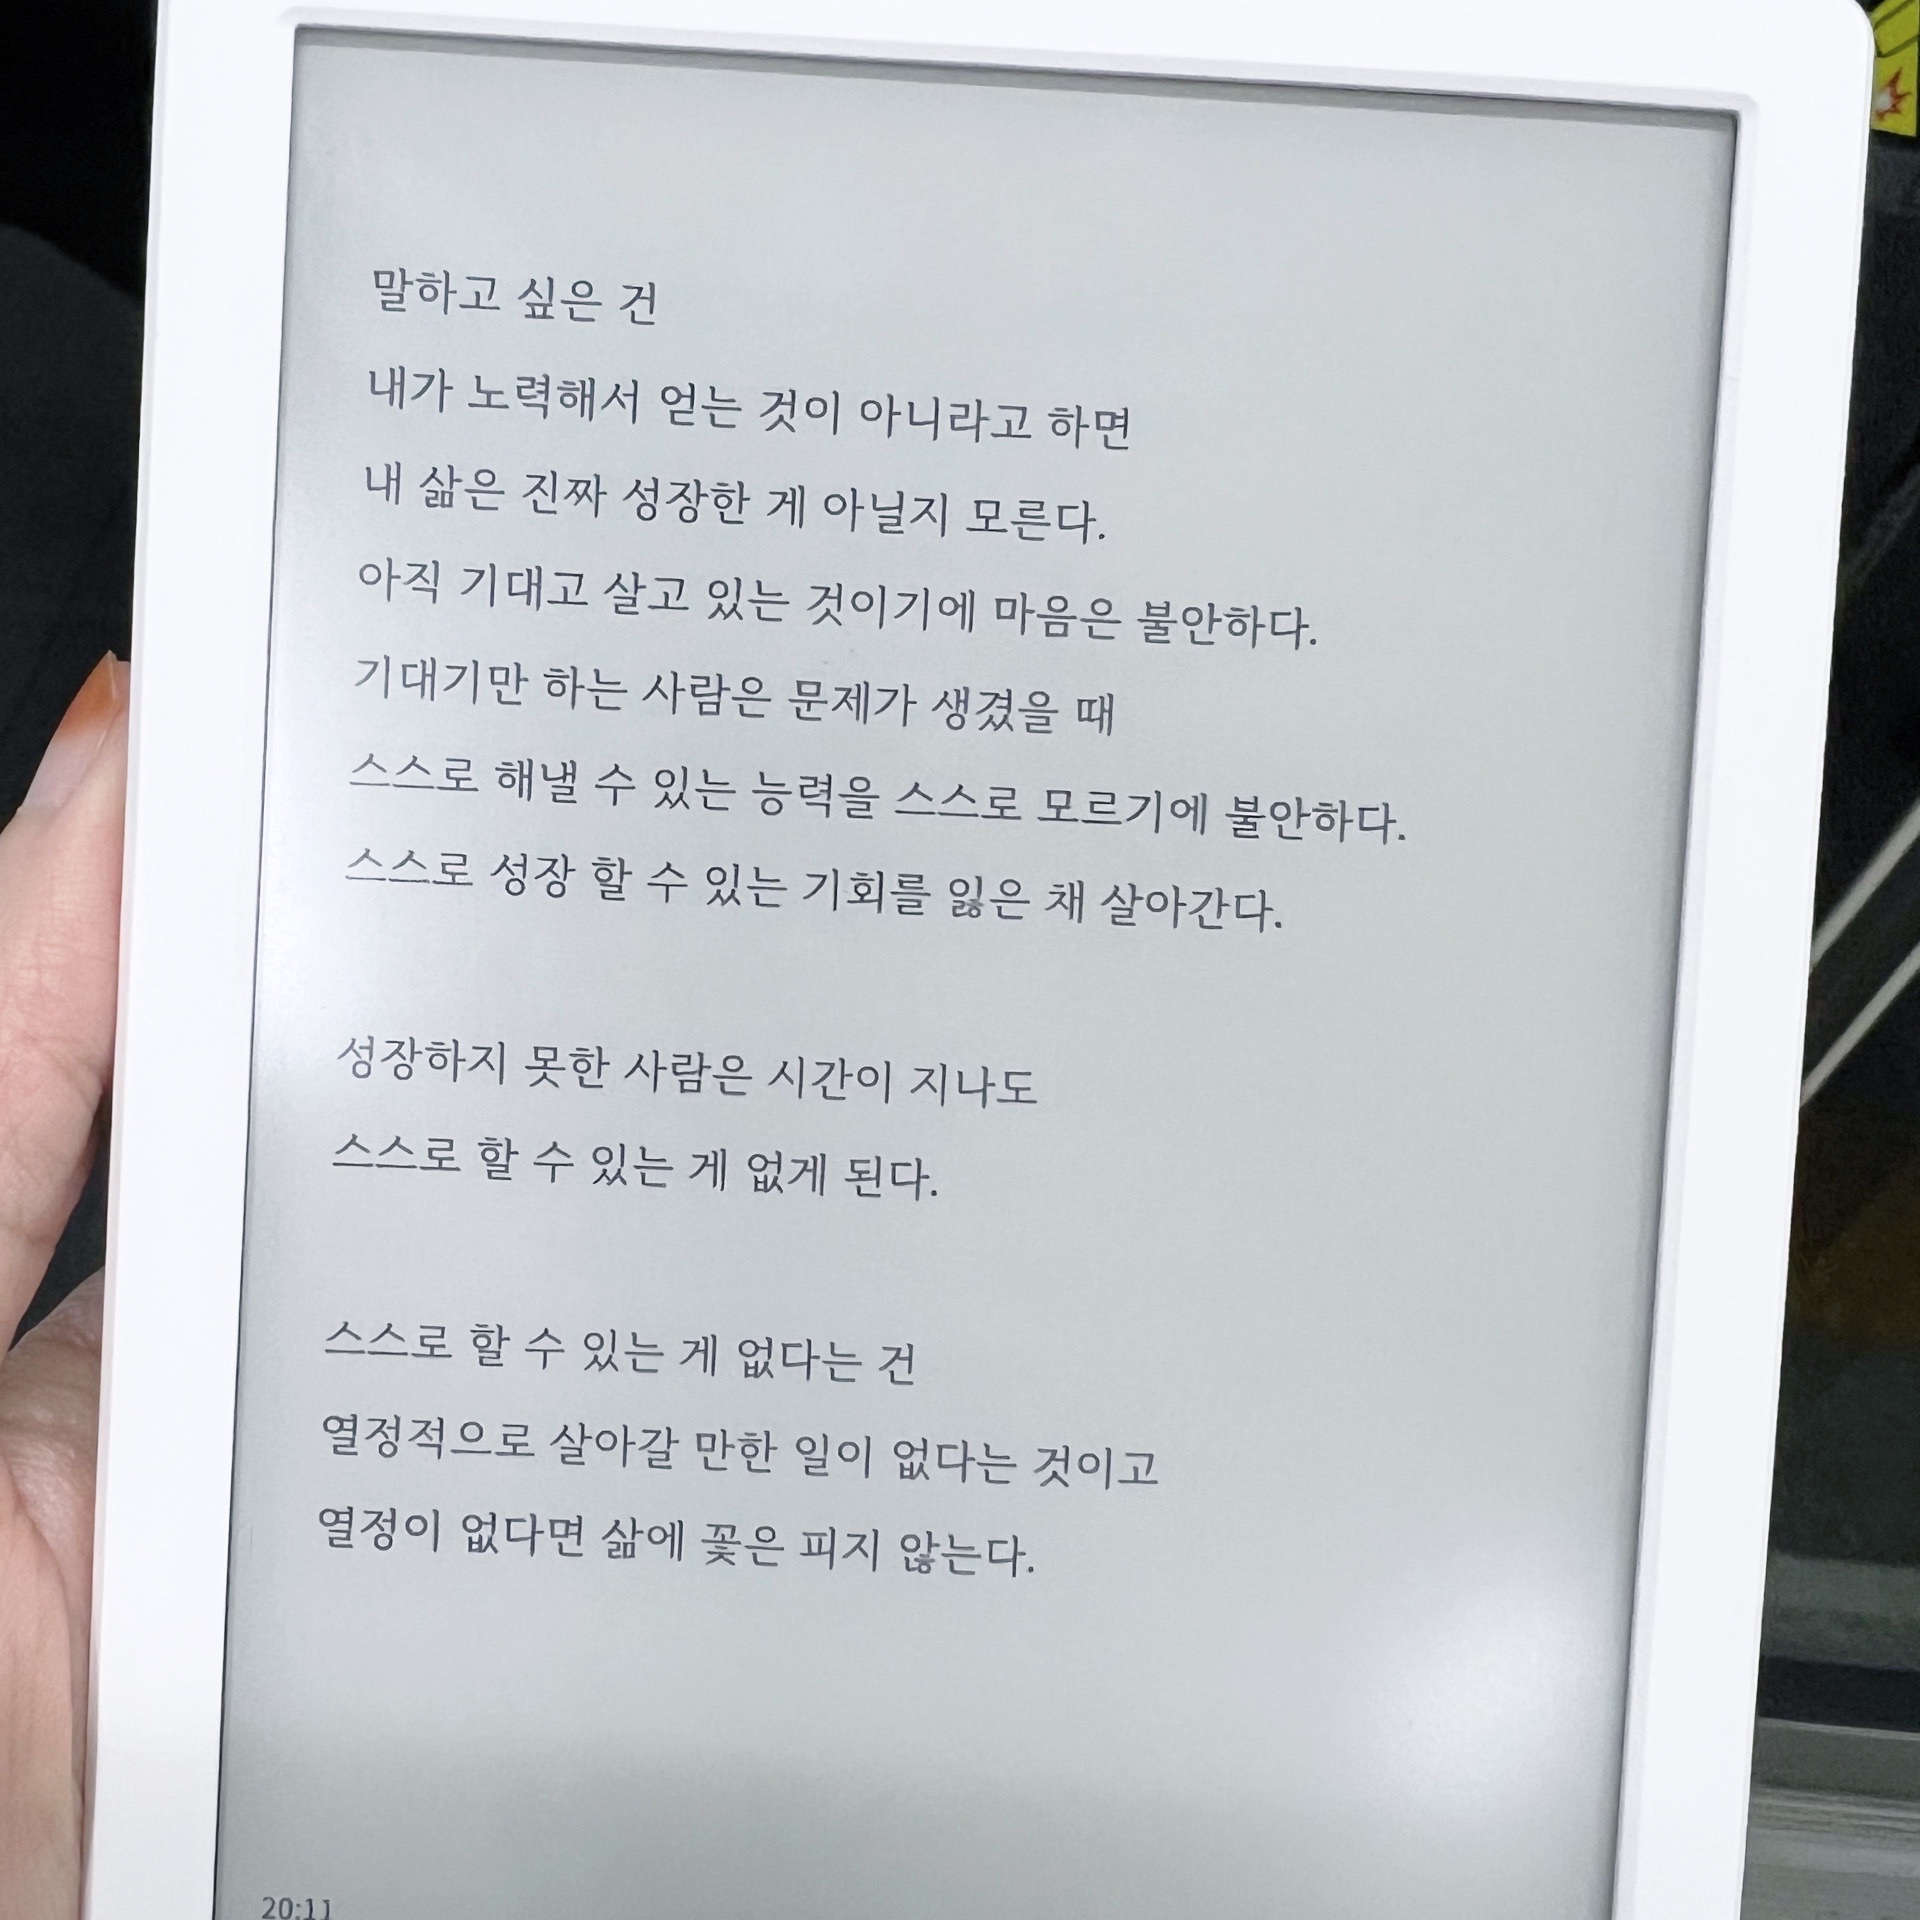 말하고 싶은 건
내가 노력해서 얻는 것이 아니라고 하면
내 삶은 진짜 성장한 게 아닐지 모른다.
아직 기대고 살고 있는 것이기에 마음은 불안하다.
기대기만 하는 사람은 문제가 생겼을 때
스스로 해낼 수 있는 능력을 스스로 모르기에 불안하다.
스스로 성장 할 수 있는 기회를 잃은 채 살아간다.
성장하지 못한 사람은 시간이 지나도
스스로 할 수 있는 게 없게 된다.
스스로 할 수 있는 게 없다는 건
열정적으로 살아갈 만한 일이 없다는 것이고
열정이 없다면 삶에 꽃은 피지 않는다.
20:11